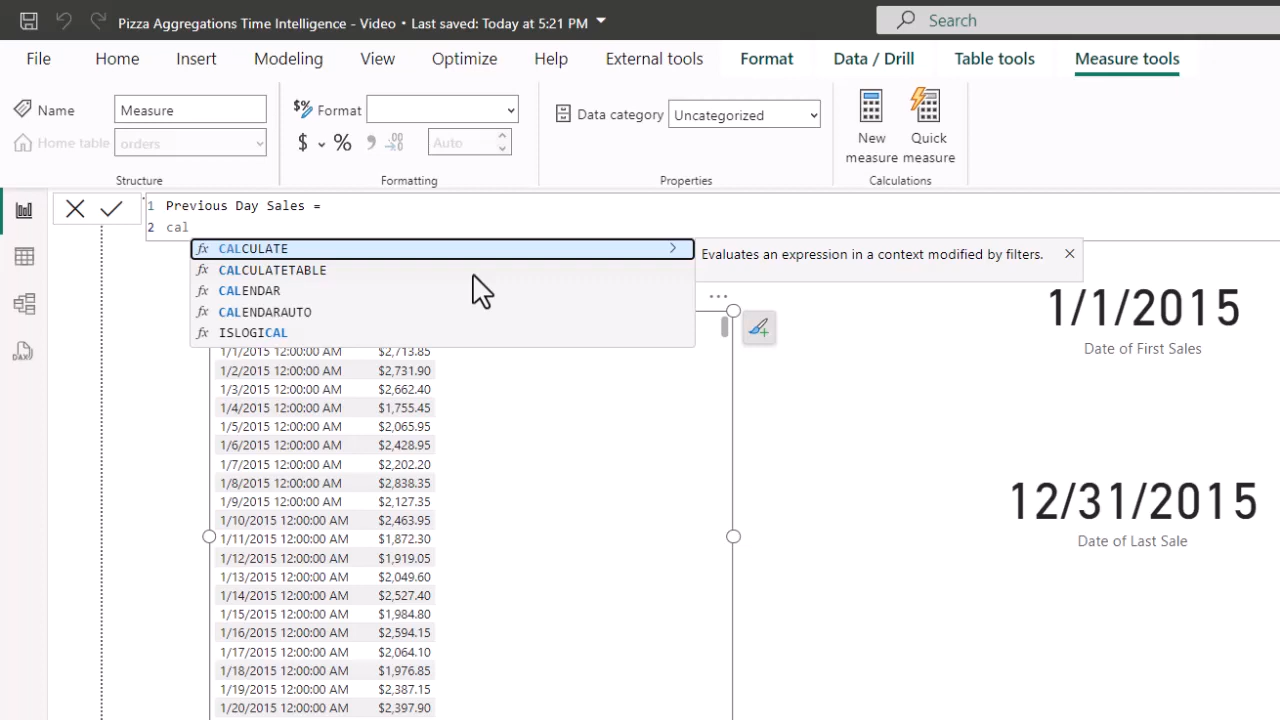 Pizza Aggregations Time Intelligence - Video • Last saved: Today at 5:21 PM
Search
File Home Insert Modeling View Optimize Help External tools Format Data / Drill Table tools Measure tools
Name Measure
Home table orders
Structure
$% Format
$ % 9 .00
Auto
Formatting
Data category Uncategorized
Properties
New measure
Quick measure
Calculations
1 Previous Day Sales =
2 cal
fx CALCULATE
fx CALCULATETABLE
fx CALENDAR
fx CALENDARAUTO
fx ISLOGICAL
Evaluates an expression in a context modified by filters.
DAX
1/1/2015 12:00:00 AM $2,713.85
1/2/2015 12:00:00 AM $2,731.90
1/3/2015 12:00:00 AM $2,662.40
1/4/2015 12:00:00 AM $1,755.45
1/5/2015 12:00:00 AM $2,065.95
1/6/2015 12:00:00 AM $2,428.95
1/7/2015 12:00:00 AM $2,202.20
1/8/2015 12:00:00 AM $2,838.35
1/9/2015 12:00:00 AM $2,127.35
1/10/2015 12:00:00 AM $2,463.95
1/11/2015 12:00:00 AM $1,872.30
1/12/2015 12:00:00 AM $1,919.05
1/13/2015 12:00:00 AM $2,049.60
1/14/2015 12:00:00 AM $2,527.40
1/15/2015 12:00:00 AM $1,984.80
1/16/2015 12:00:00 AM $2,594.15
1/17/2015 12:00:00 AM $2,064.10
1/18/2015 12:00:00 AM $1,976.85
1/19/2015 12:00:00 AM $2,387.15
1/20/2015 12:00:00 AM $2,397.90
1/1/2015
Date of First Sales
12/31/2015
Date of Last Sale